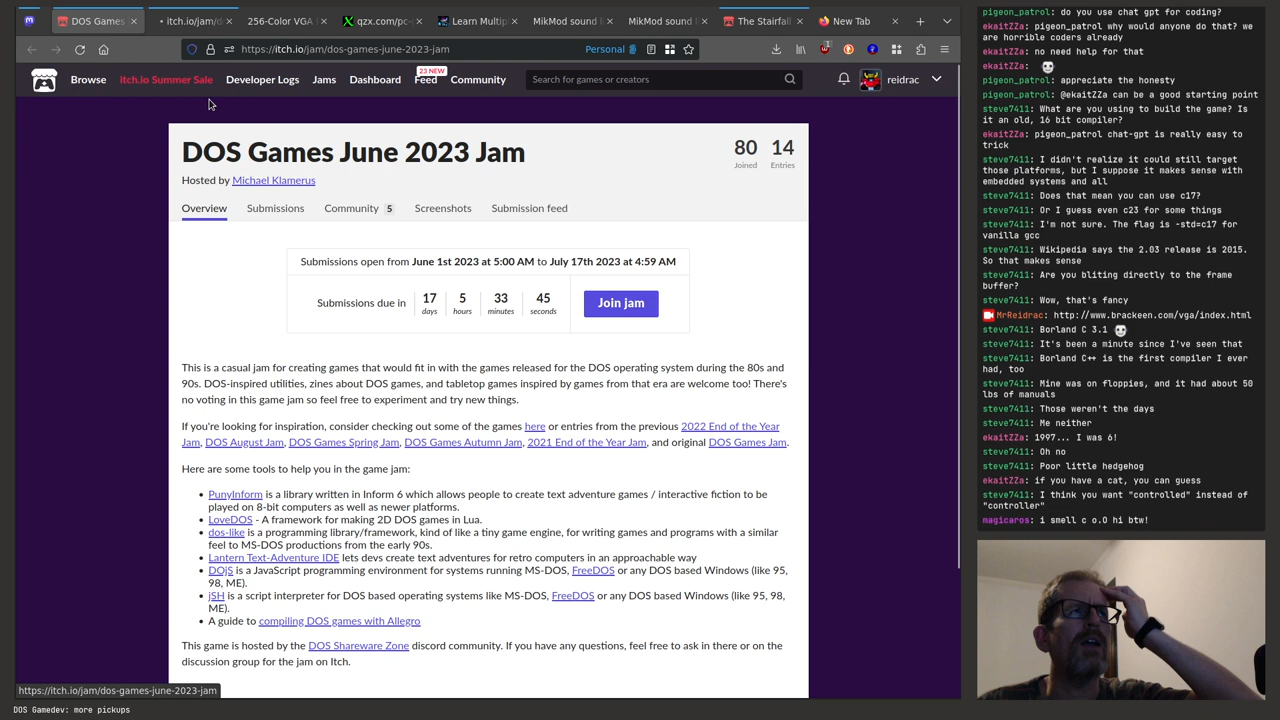 DOS Games
itch.io/jam/d
256-Color VGA
qzx.com/pc-
Learn Multip
MikMod sound
MikMod sound
The Stairfall
New Tab
https://itch.io/jam/dos-games-june-2023-jam
Personal
Browse
Itch.io Summer Sale
Developer Logs
Jams
Dashboard
23 NEW
Feed
Community
Search for games or creators
reidrac
DOS Games June 2023 Jam
80
Joined
14
Entries
Hosted by Michael Klamerus
Overview
Submissions
Community 5
Screenshots
Submission feed
Submissions open from June 1st 2023 at 5:00 AM to July 17th 2023 at 4:59 AM
Submissions due in
17
days
5
hours
33
minutes
45
seconds
Join jam
This is a casual jam for creating games that would fit in with the games released for the DOS operating system during the 80s and
90s. DOS-inspired utilities, zines about DOS games, and tabletop games inspired by games from that era are welcome too! There's
no voting in this game jam so feel free to experiment and try new things.
If you're looking for inspiration, consider checking out some of the games here or entries from the previous 2022 End of the Year
Jam, DOS August Jam, DOS Games Spring Jam, DOS Games Autumn Jam, 2021 End of the Year Jam, and original DOS Games Jam.
Here are some tools to help you in the game jam:
• PunyInform is a library written in Inform 6 which allows people to create text adventure games / interactive fiction to be
played on 8-bit computers as well as newer platforms.
• LoveDOS - A framework for making 2D DOS games in Lua.
• dos-like is a programming library/framework, kind of like a tiny game engine, for writing games and programs with a similar
feel to MS-DOS productions from the early 90s.
• Lantern Text-Adventure IDE lets devs create text adventures for retro computers in an approachable way
• DOjS is a JavaScript programming environment for systems running MS-DOS, FreeDOS or any DOS based Windows (like 95,
98, ME).
• jSH is a script interpreter for DOS based operating systems like MS-DOS, FreeDOS or any DOS based Windows (like 95, 98,
ME).
• A guide to compiling DOS games with Allegro
This game is hosted by the DOS Shareware Zone discord community. If you have any questions, feel free to ask in there or on the
discussion group for the jam on Itch.
https://itch.io/jam/dos-games-june-2023-jam
DOS Gamedev: more pickups
pigeon_patrol: do you use chat gpt for coding?
ekaitZZa: pigeon_patrol why would anyone do that? we
are horrible coders already
ekaitZZa: no need help for that
ekaitZZa:
pigeon_patrol: appreciate the honesty
pigeon_patrol: @ekaitZZa can be a good starting point
steve7411: What are you using to build the game? Is
it an old, 16 bit compiler?
ekaitZZa: pigeon_patrol chat-gpt is really easy to
trick
steve7411: I didn't realize it could still target
those platforms, but I suppose it makes sense with
embedded systems and all
steve7411: Does that mean you can use c17?
steve7411: Or I guess even c23 for some things
steve7411: I'm not sure. The flag is -std=c17 for
vanilla gcc
steve7411: Wikipedia says the 2.03 release is 2015.
So that makes sense
steve7411: Are you bliting directly to the frame
buffer?
steve7411: Wow, that's fancy
MrReidrac: http://www.brackeen.com/vga/index.html
steve7411: Borland C 3.1
steve7411: It's been a minute since I've seen that
steve7411: Borland C++ is the first compiler I ever
had, too
steve7411: Mine was on floppies, and it had about 50
lbs of manuals
steve7411: Those weren't the days
steve7411: Me neither
ekaitZZa: 1997... I was 6!
steve7411: Oh no
steve7411: Poor little hedgehog
ekaitZZa: if you have a cat, you can guess
steve7411: I think you want "controlled" instead of
"controller"
magicaros: i smell c o.O hi btw!